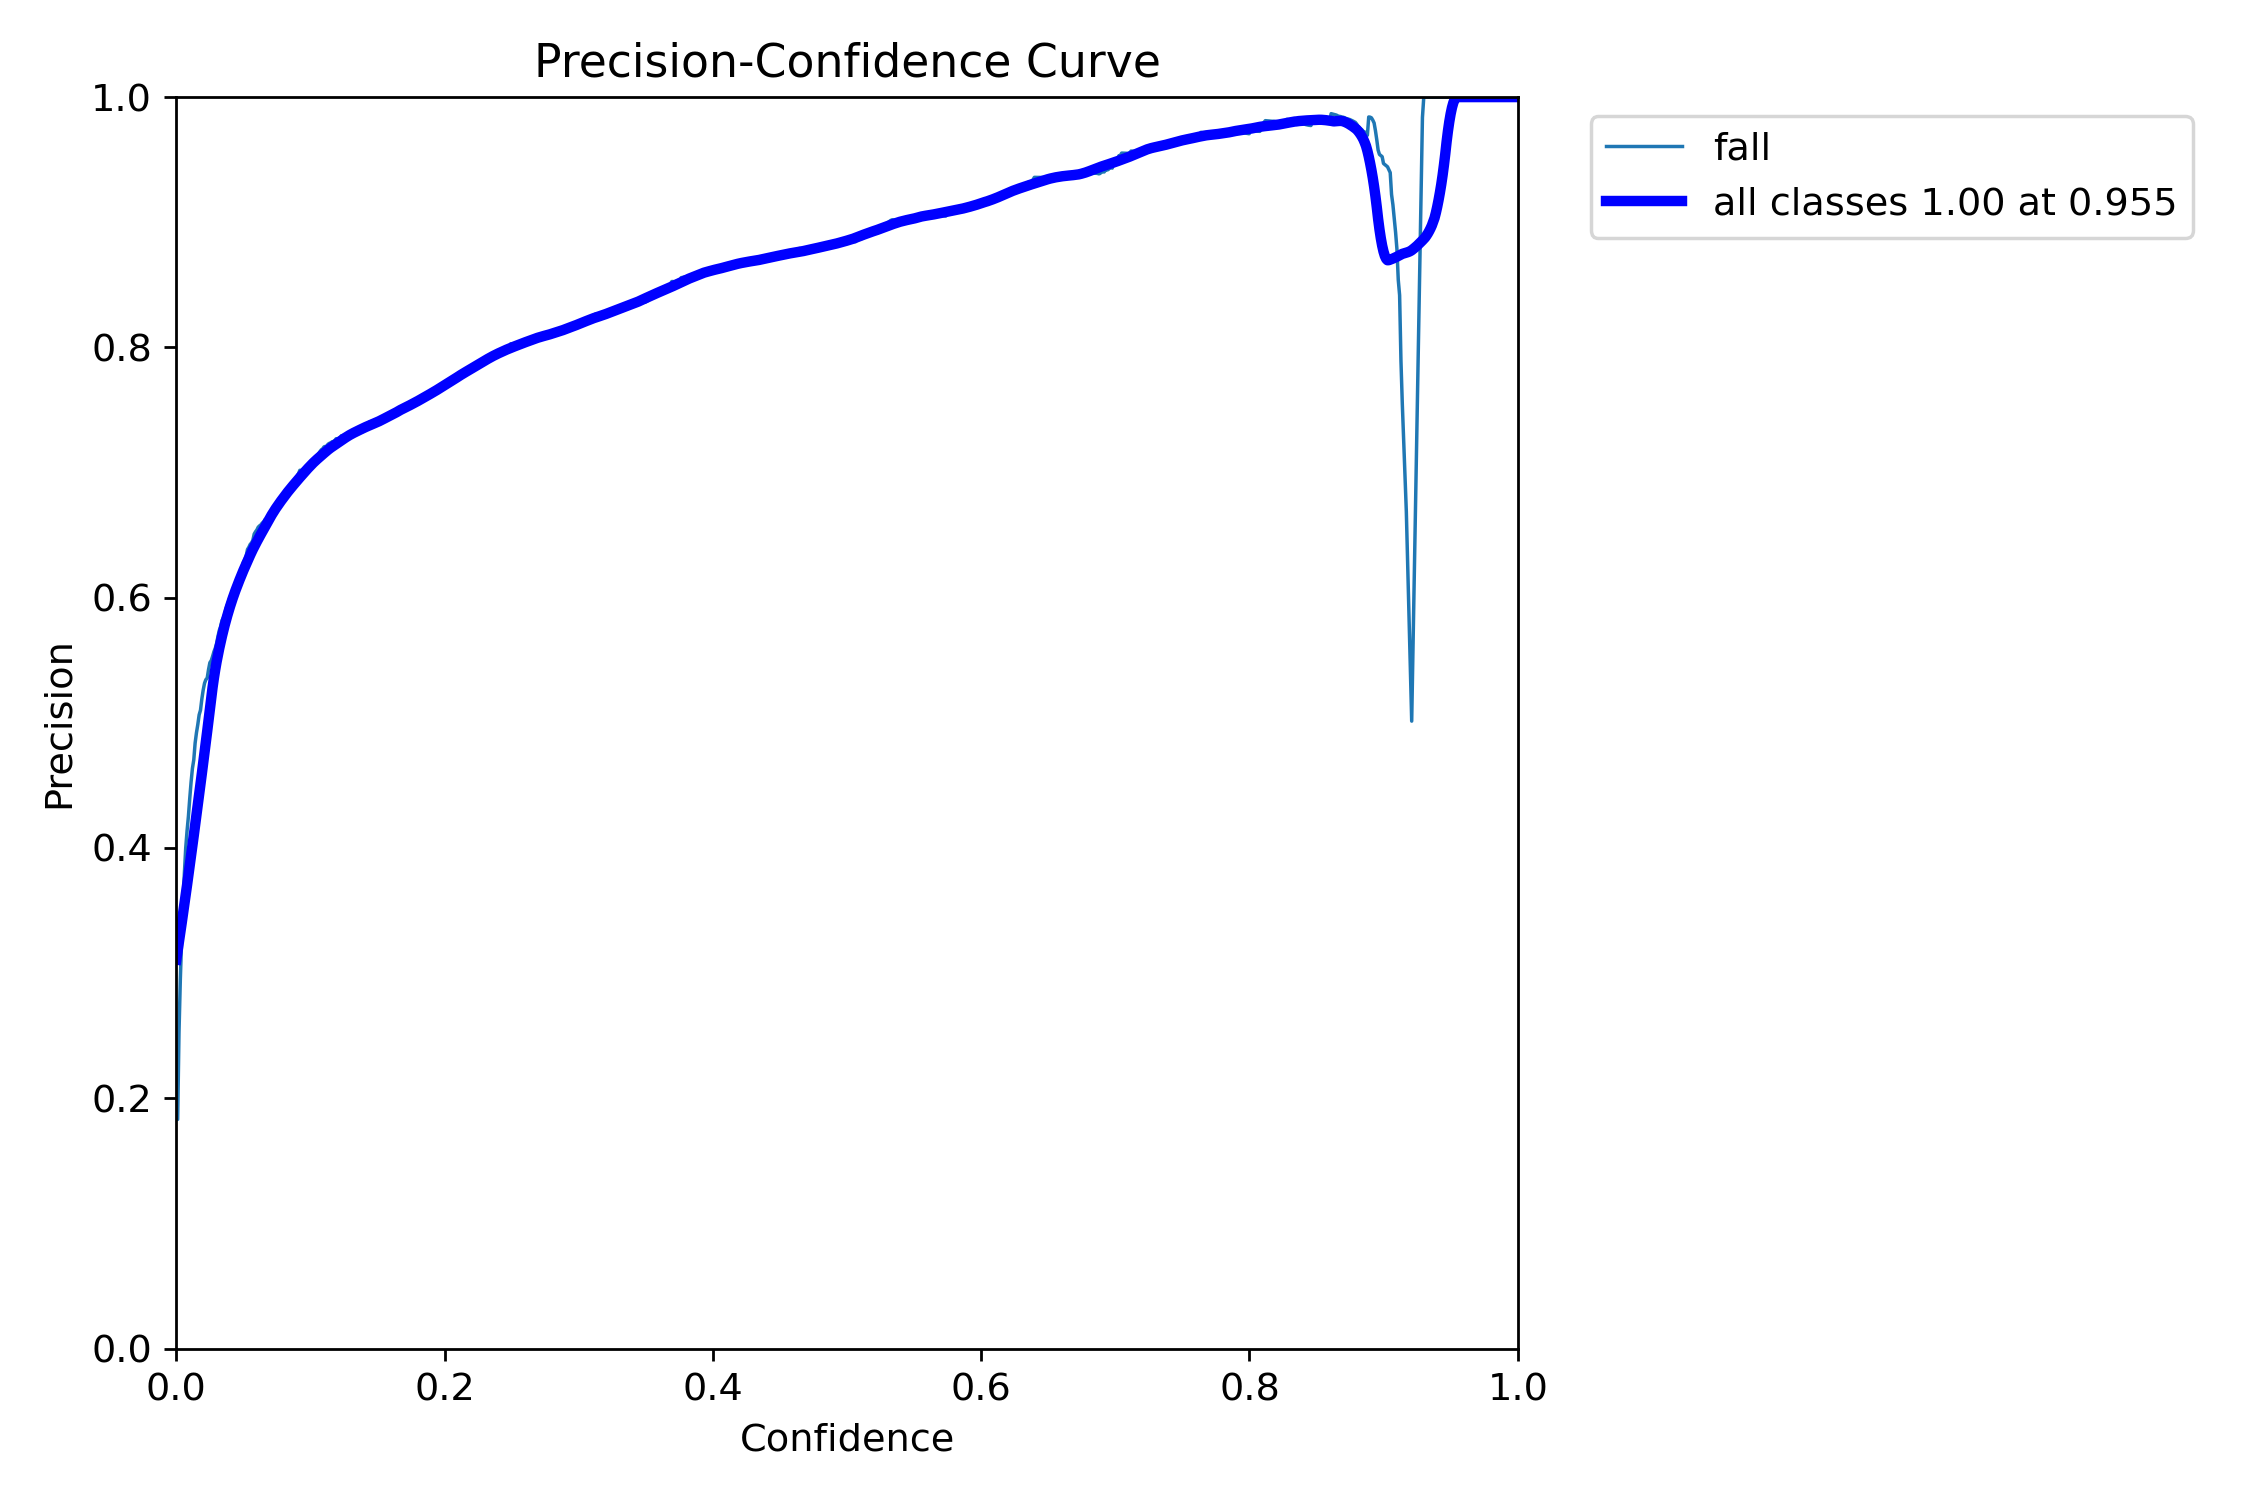 Precision-Confidence Curve
1.0
0.8
0.6
0.4
0.2
0.0
Precision
0.0 0.2 0.4 0.6 0.8 1.0
Confidence
fall
all classes 1.00 at 0.955